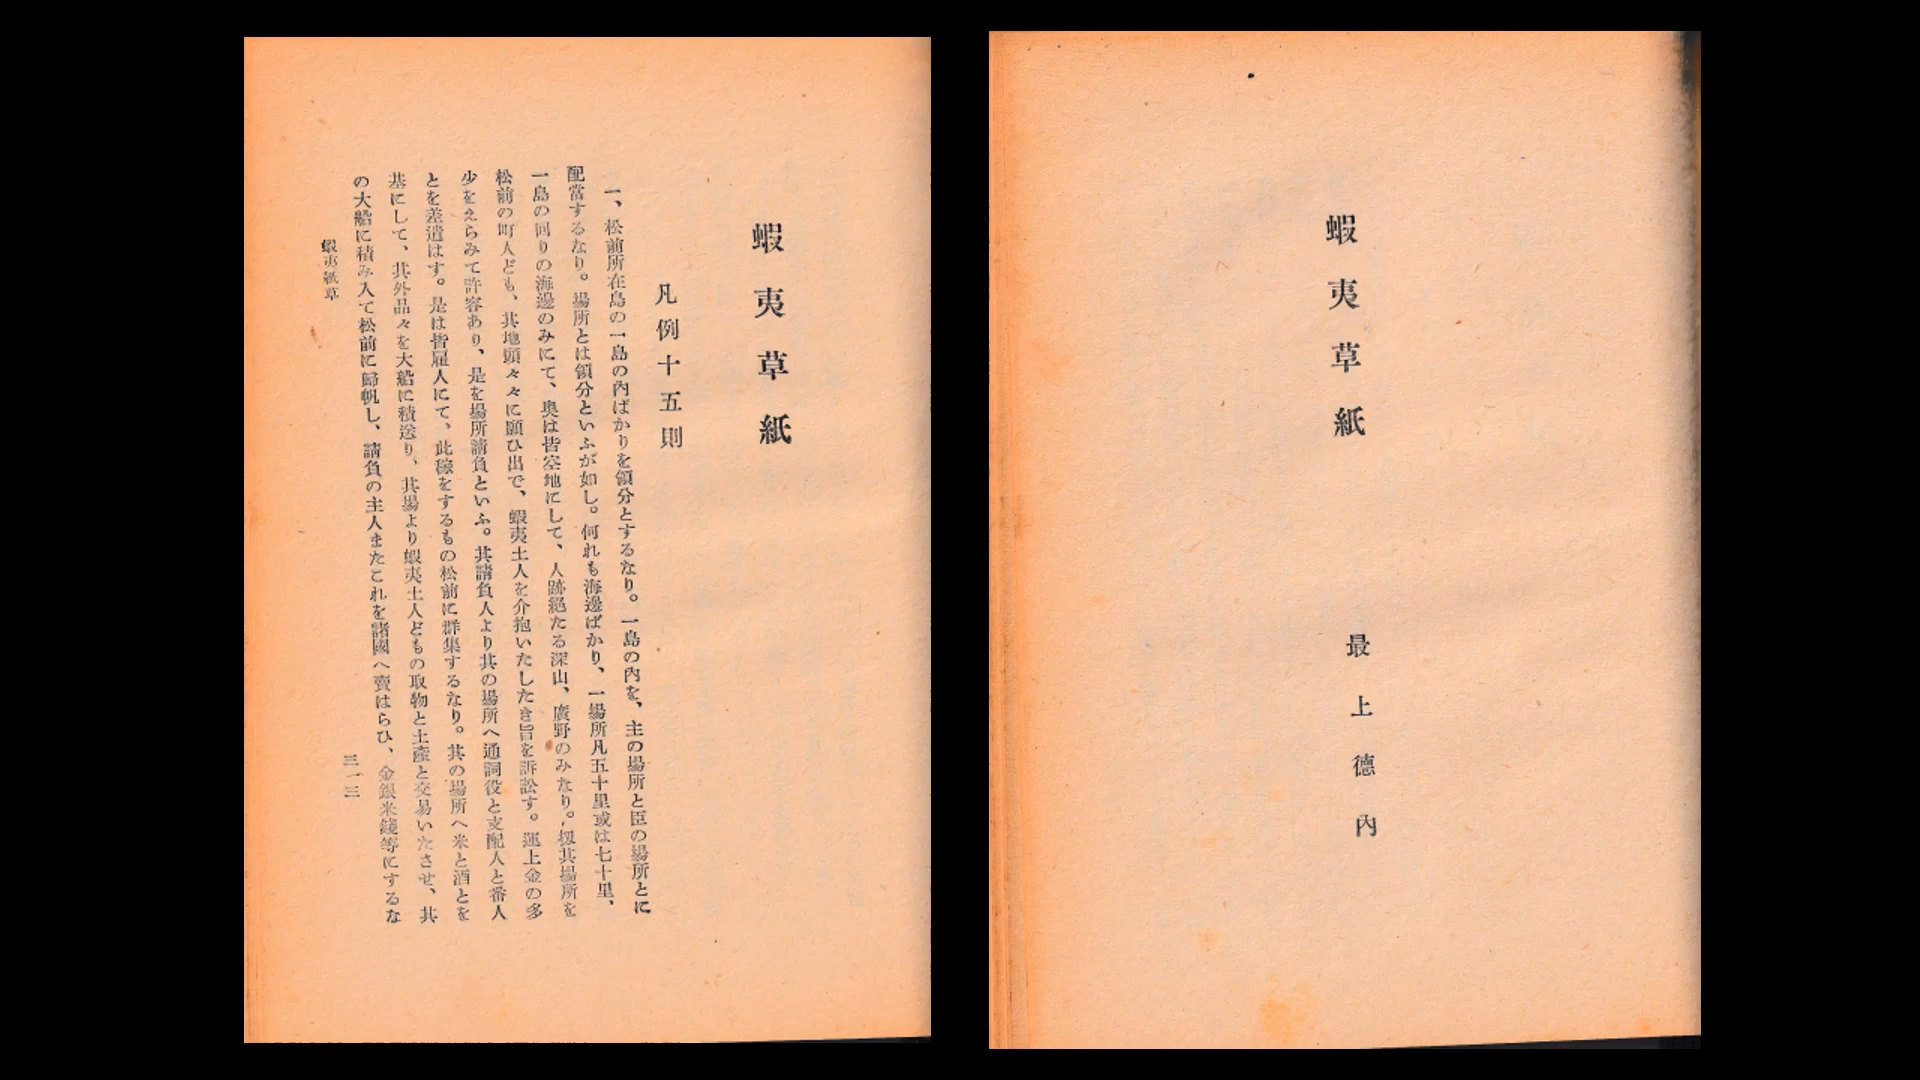 蝦夷草紙
最上德內
蝦夷草紙
凡例十五則
一、松前所在島の一島の內ばかりを領分とするなり。一島の內を、主の場所と臣の場所とに
配當するなり。場所とは領分といふが如し。何れも海邊ばかり、一場所凡五十里或は七十里、
一島の回りの海邊のみにて、奧は皆空地にして、人跡絕たる深山、廣野のみなり。扨其場所を
松前の町人ども、其地頭々々に願ひ出で、蝦夷土人を介抱いたしたき旨を訴訟す。運上金の多
少をえらみて許容あり、是を場所請負といふ。其請負人より其の場所へ通詞役と支配人と番人
とを差遣はす。是は皆雇人にて、此稼をするもの松前に群集するなり。其の場所へ米と酒とを
基にして、其外品々を大船に積送り、其場より蝦夷土人どもの取物と土產と交易いたさせ、其
の大船に積み入て松前に歸帆し、請負の主人またこれを諸國へ賣はらひ、金銀米錢等にするな
蝦夷紙草
三一三